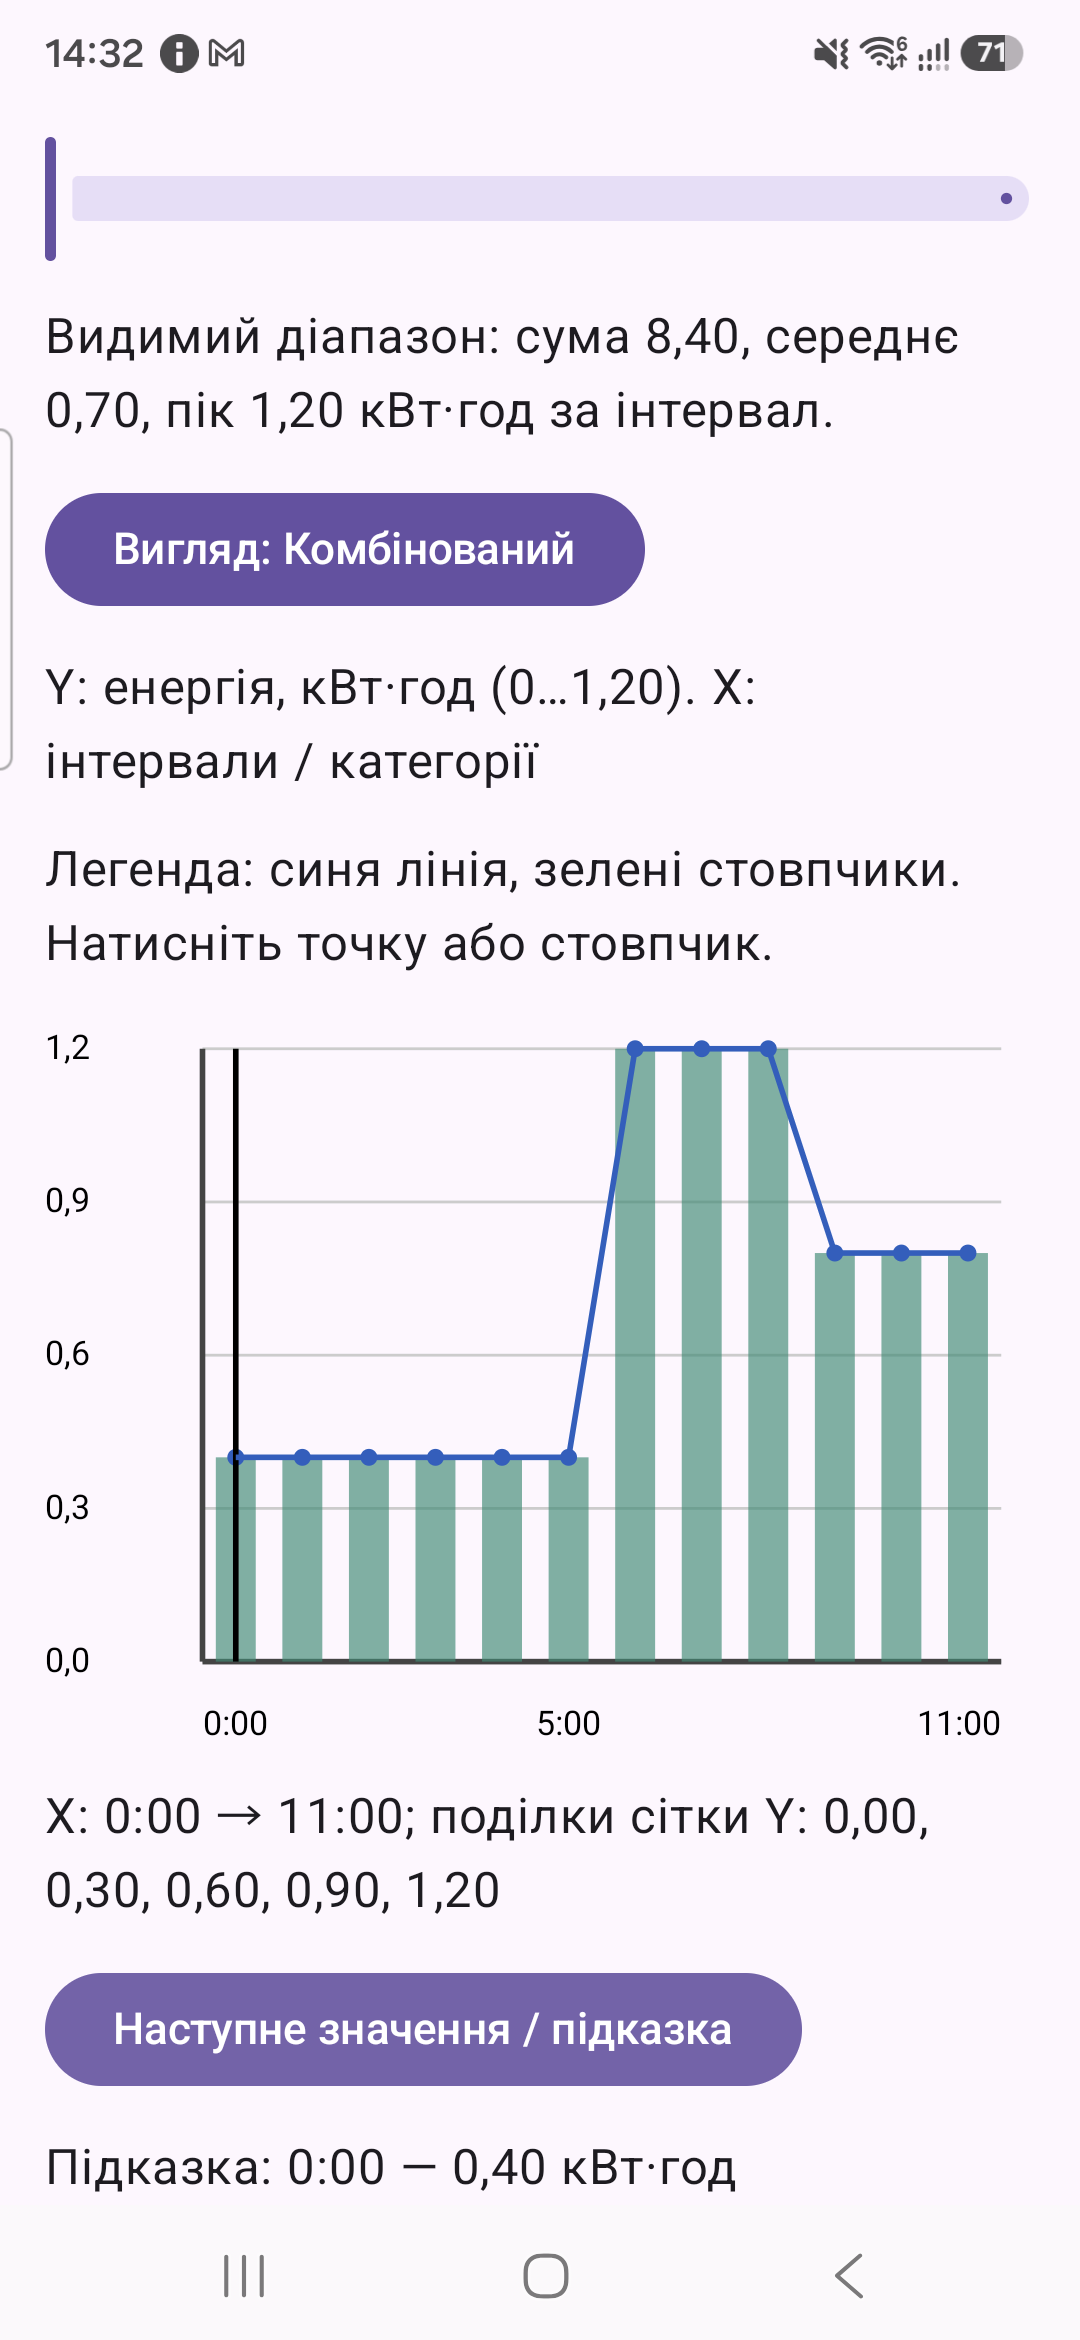 14:32
6
71
Видимий діапазон: сума 8,40, середнє
0,70, пік 1,20 кВт·год за інтервал.
Вигляд: Комбінований
Y: енергія, кВт·год (0…1,20). X:
інтервали / категорії
Легенда: синя лінія, зелені стовпчики.
Натисніть точку або стовпчик.
1,2
0,9
0,6
0,3
0,0
0:00 5:00 11:00
X: 0:00 → 11:00; поділки сітки Y: 0,00,
0,30, 0,60, 0,90, 1,20
Наступне значення / підказка
Підказка: 0:00 — 0,40 кВт·год